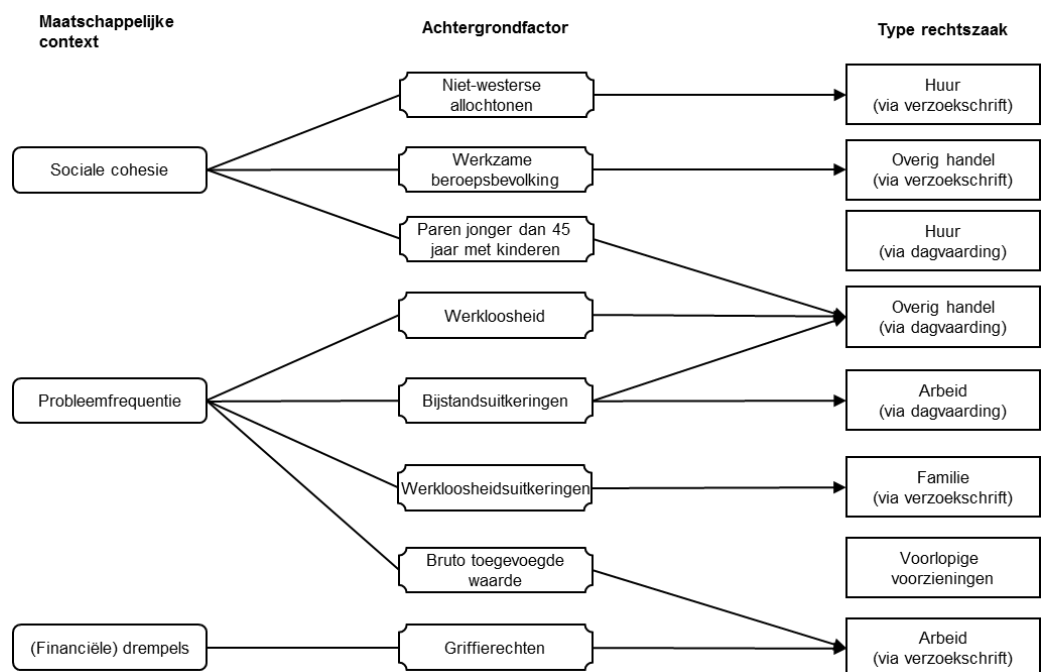 Maatschappelijke
context
Achtergrondfactor
Type rechtszaak
Niet-westerse
allochtonen
Huur
(via verzoekschrift)
Sociale cohesie
Werkzame
beroepsbevolking
Overig handel
(via verzoekschrift)
Paren jonger dan 45
jaar met kinderen
Huur
(via dagvaarding)
Werkloosheid
Overig handel
(via dagvaarding)
Probleemfrequentie
Bijstandsuitkeringen
Arbeid
(via dagvaarding)
Werkloosheidsuitkeringen
Familie
(via verzoekschrift)
Bruto toegevoegde
waarde
Voorlopige
voorzieningen
(Financiële) drempels
Griffierechten
Arbeid
(via verzoekschrift)